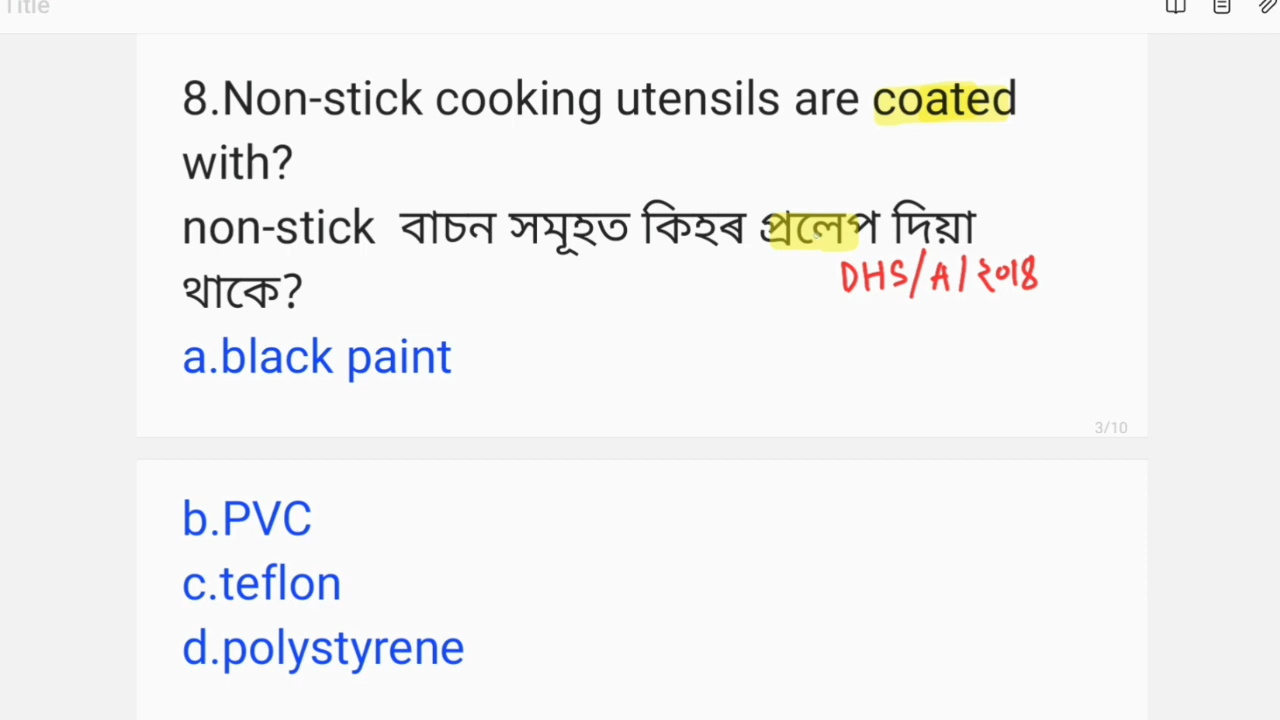 Title
8.Non-stick cooking utensils are coated
with?
non-stick বাচন সমূহত কিহৰ প্ৰলেপ দিয়া
থাকে?
DHS/A/২018
a.black paint
3/10
b.PVC
c.teflon
d.polystyrene